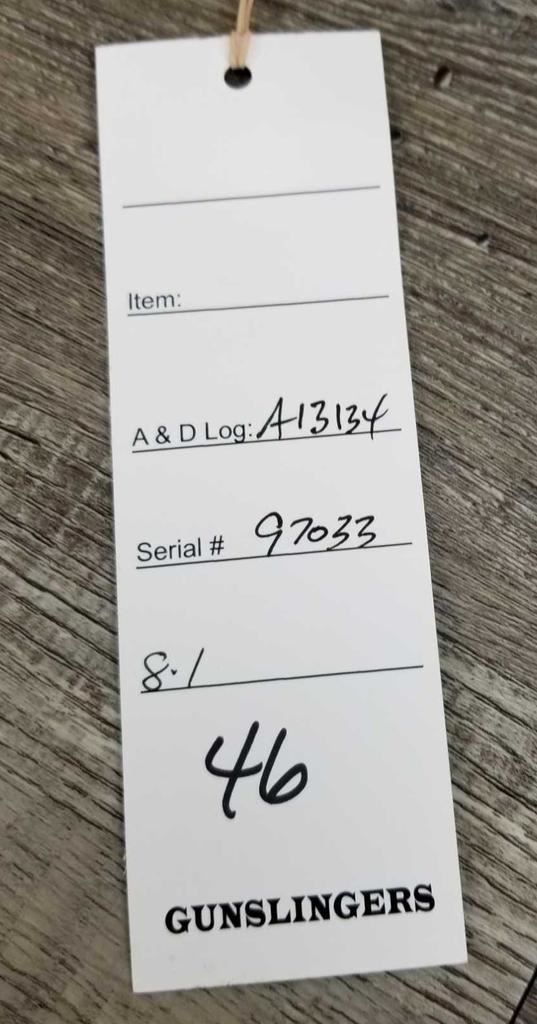 Item:
A & D Log: A13134
Serial # 97033
8.1
46
GUNSLINGERS